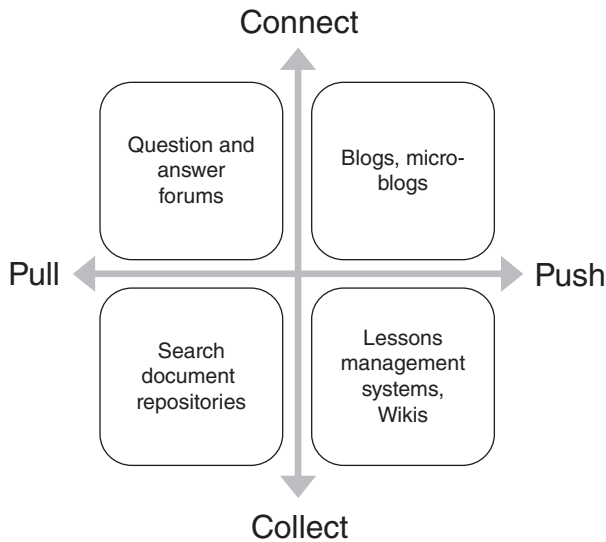 Connect
Question and
answer
forums
Blogs, micro-
blogs
Pull
Push
Search
document
repositories
Lessons
management
systems,
Wikis
Collect